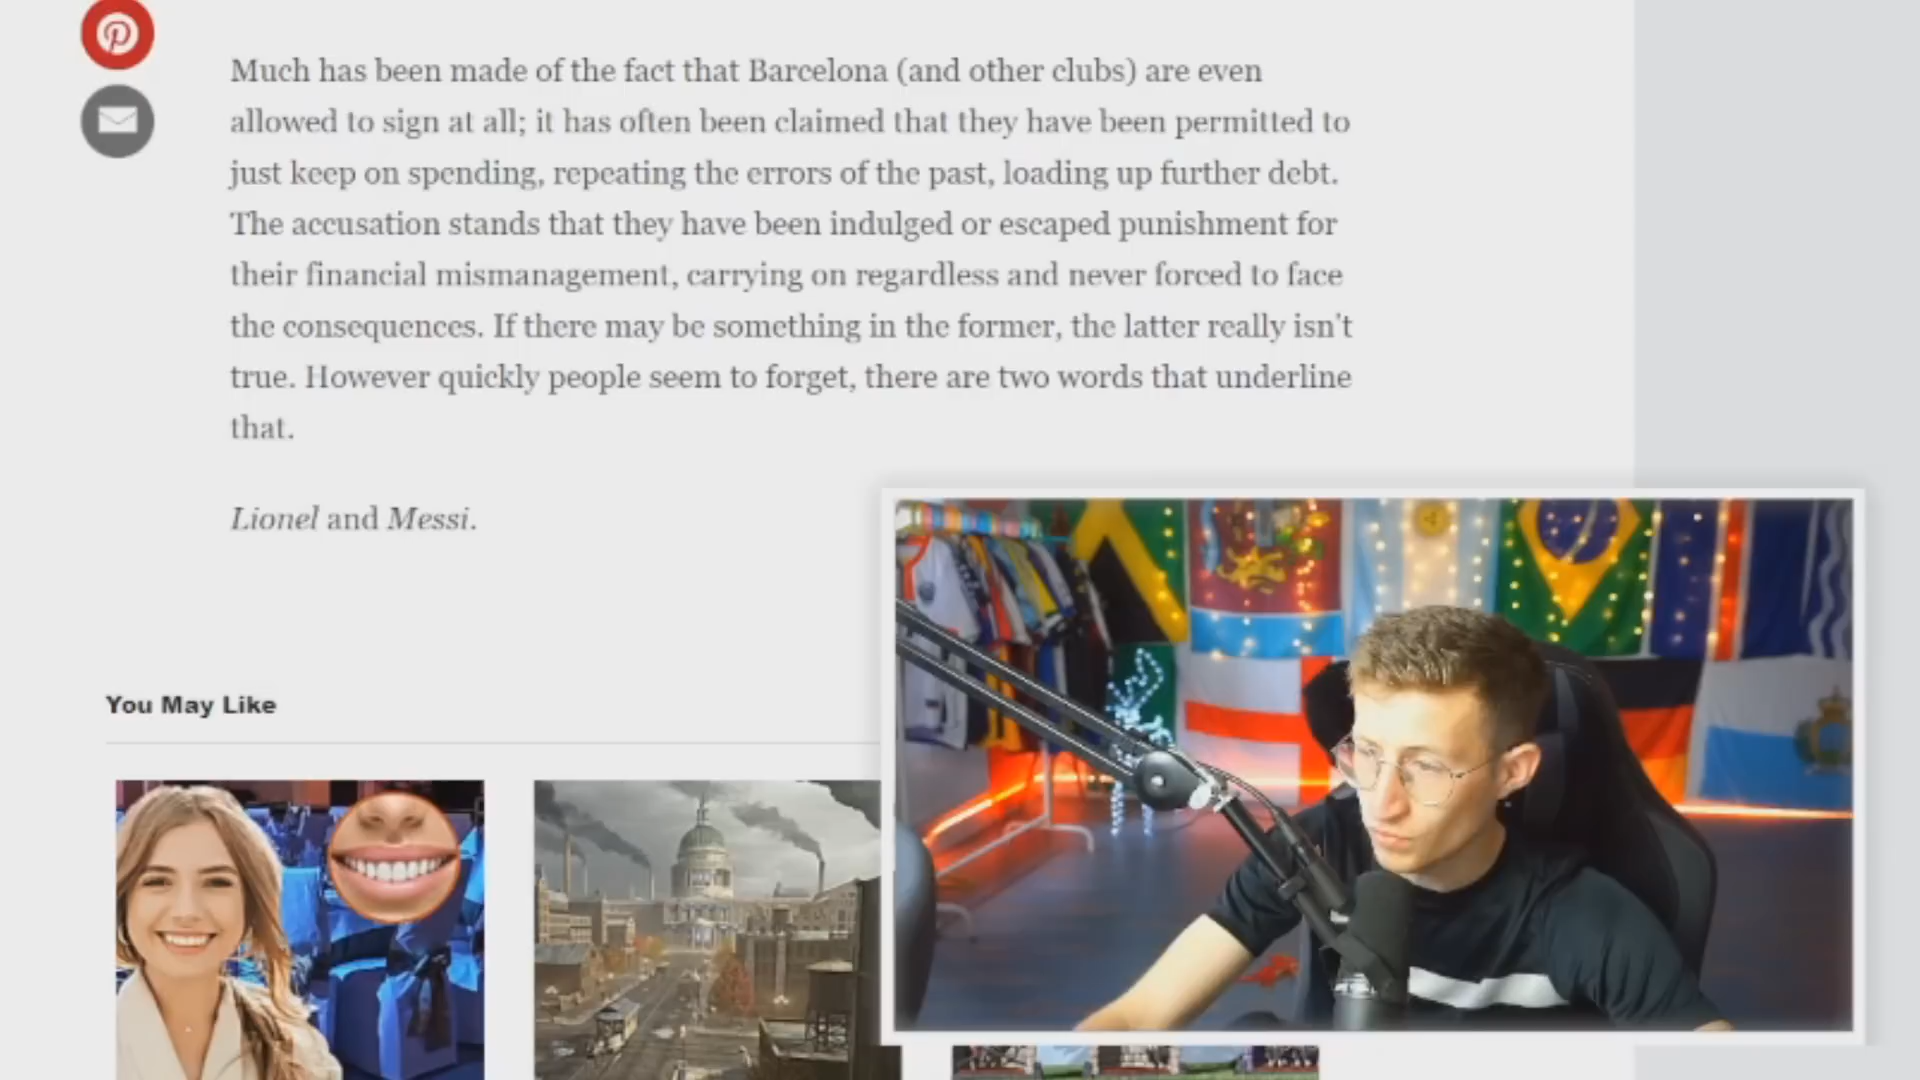 Much has been made of the fact that Barcelona (and other clubs) are even
allowed to sign at all; it has often been claimed that they have been permitted to
just keep on spending, repeating the errors of the past, loading up further debt.
The accusation stands that they have been indulged or escaped punishment for
their financial mismanagement, carrying on regardless and never forced to face
the consequences. If there may be something in the former, the latter really isn't
true. However quickly people seem to forget, there are two words that underline
that.
Lionel and Messi.
You May Like